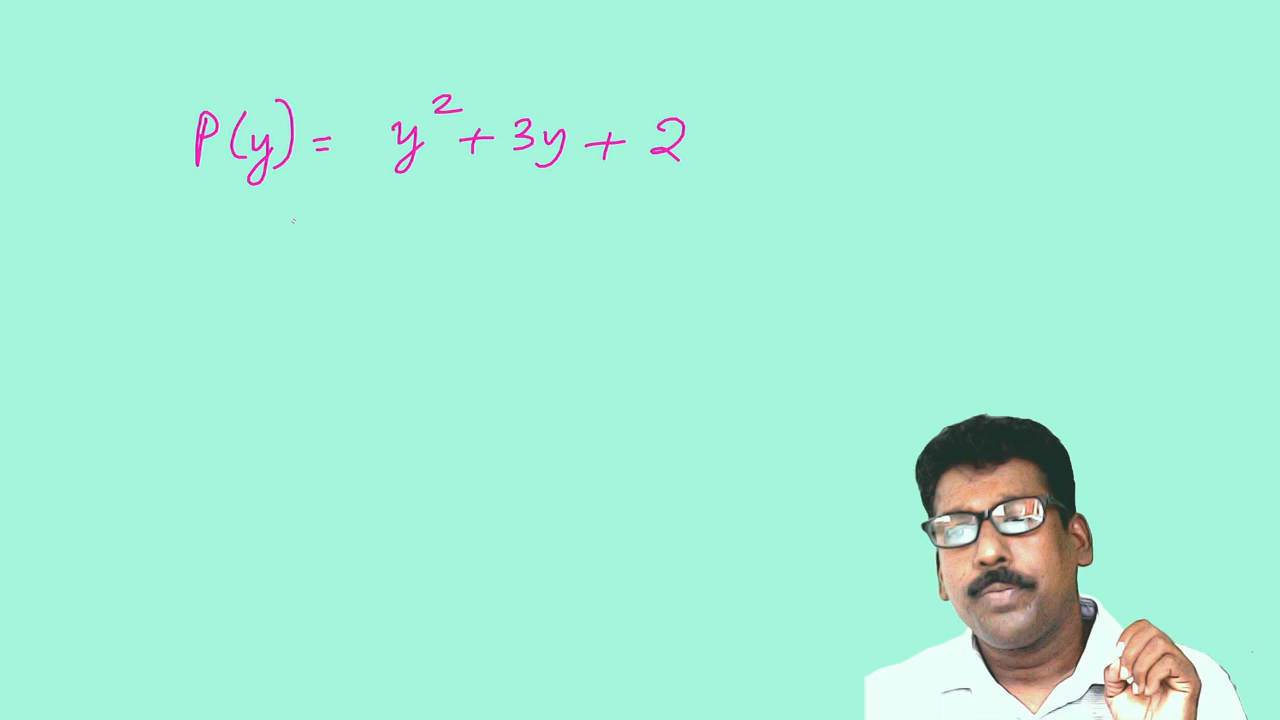 P(y) = y² + 3y + 2